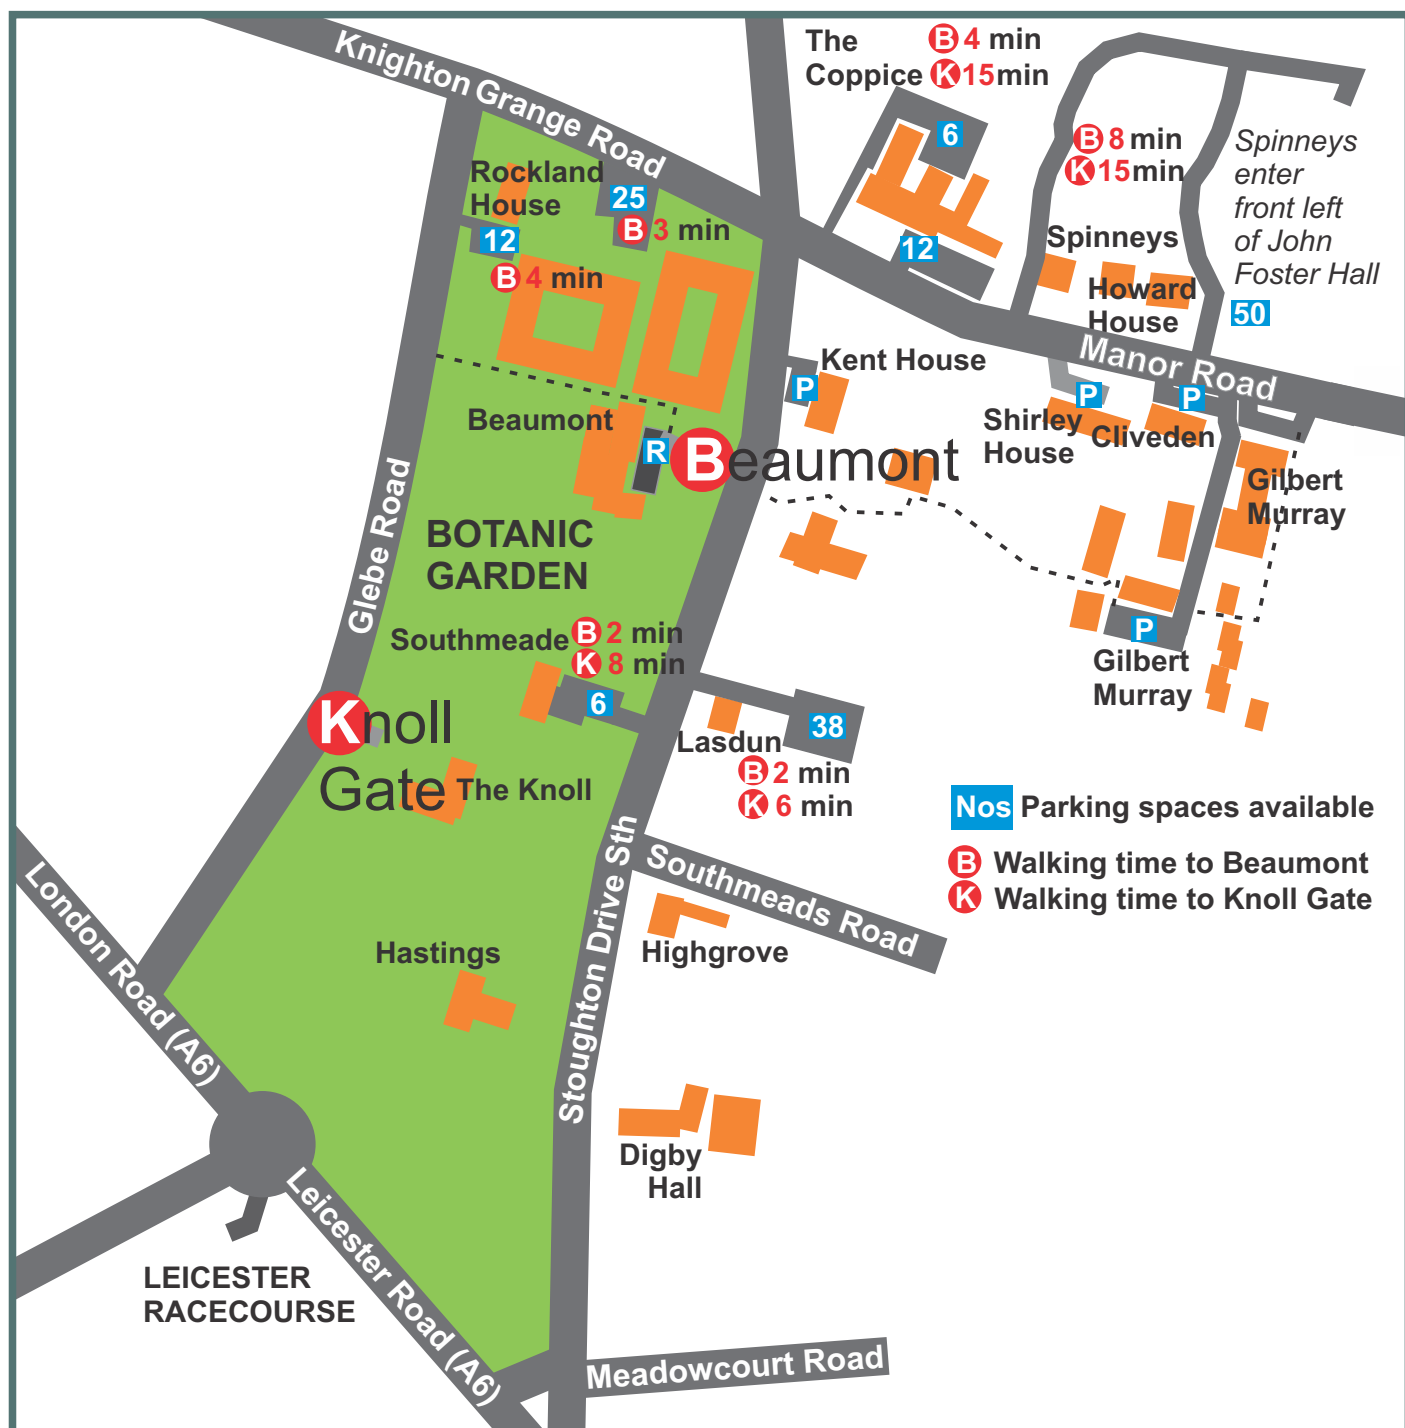 Knighton Grange Road
The
Coppice
B 4 min
K 15min
6
12
B 8 min
K 15min
Spinneys
enter
front left
of John
Foster Hall
50
Spinneys
Howard
House
Manor Road
Rockland
House
25
B 3 min
12
B 4 min
Kent House
P
Shirley
House
P
Cliveden
P
Gilbert
Murray
Beaumont
R
Beaumont
BOTANIC
GARDEN
Glebe Road
Southmeade
B 2 min
K 8 min
6
P
Gilbert
Murray
Knoll
Gate
The Knoll
Lasdun
38
B 2 min
K 6 min
Nos Parking spaces available
B Walking time to Beaumont
K Walking time to Knoll Gate
Stoughton Drive Sth
Southmeads Road
London Road (A6)
Hastings
Highgrove
Digby
Hall
Leicester Road (A6)
LEICESTER
RACECOURSE
Meadowcourt Road